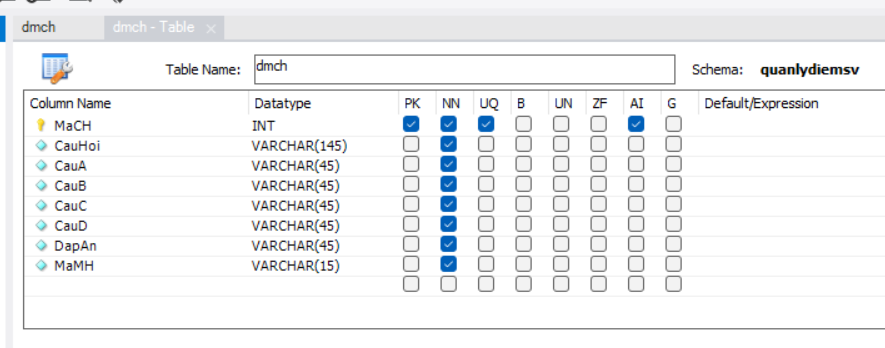 dmch dmch - Table ×
Table Name: dmch Schema: quanlydiemsv
Column Name Datatype PK NN UQ B UN ZF AI G Default/Expression
MaCH INT
CauHoi VARCHAR(145)
CauA VARCHAR(45)
CauB VARCHAR(45)
CauC VARCHAR(45)
CauD VARCHAR(45)
DapAn VARCHAR(45)
MaMH VARCHAR(15)